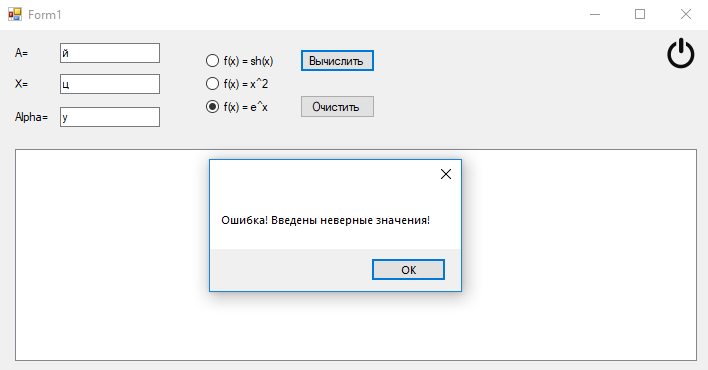 Form1
A=
й
f(x) = sh(x)
Вычислить
X=
ц
f(x) = x^2
Alpha=
у
f(x) = e^x
Очистить
Ошибка! Введены неверные значения!
OK